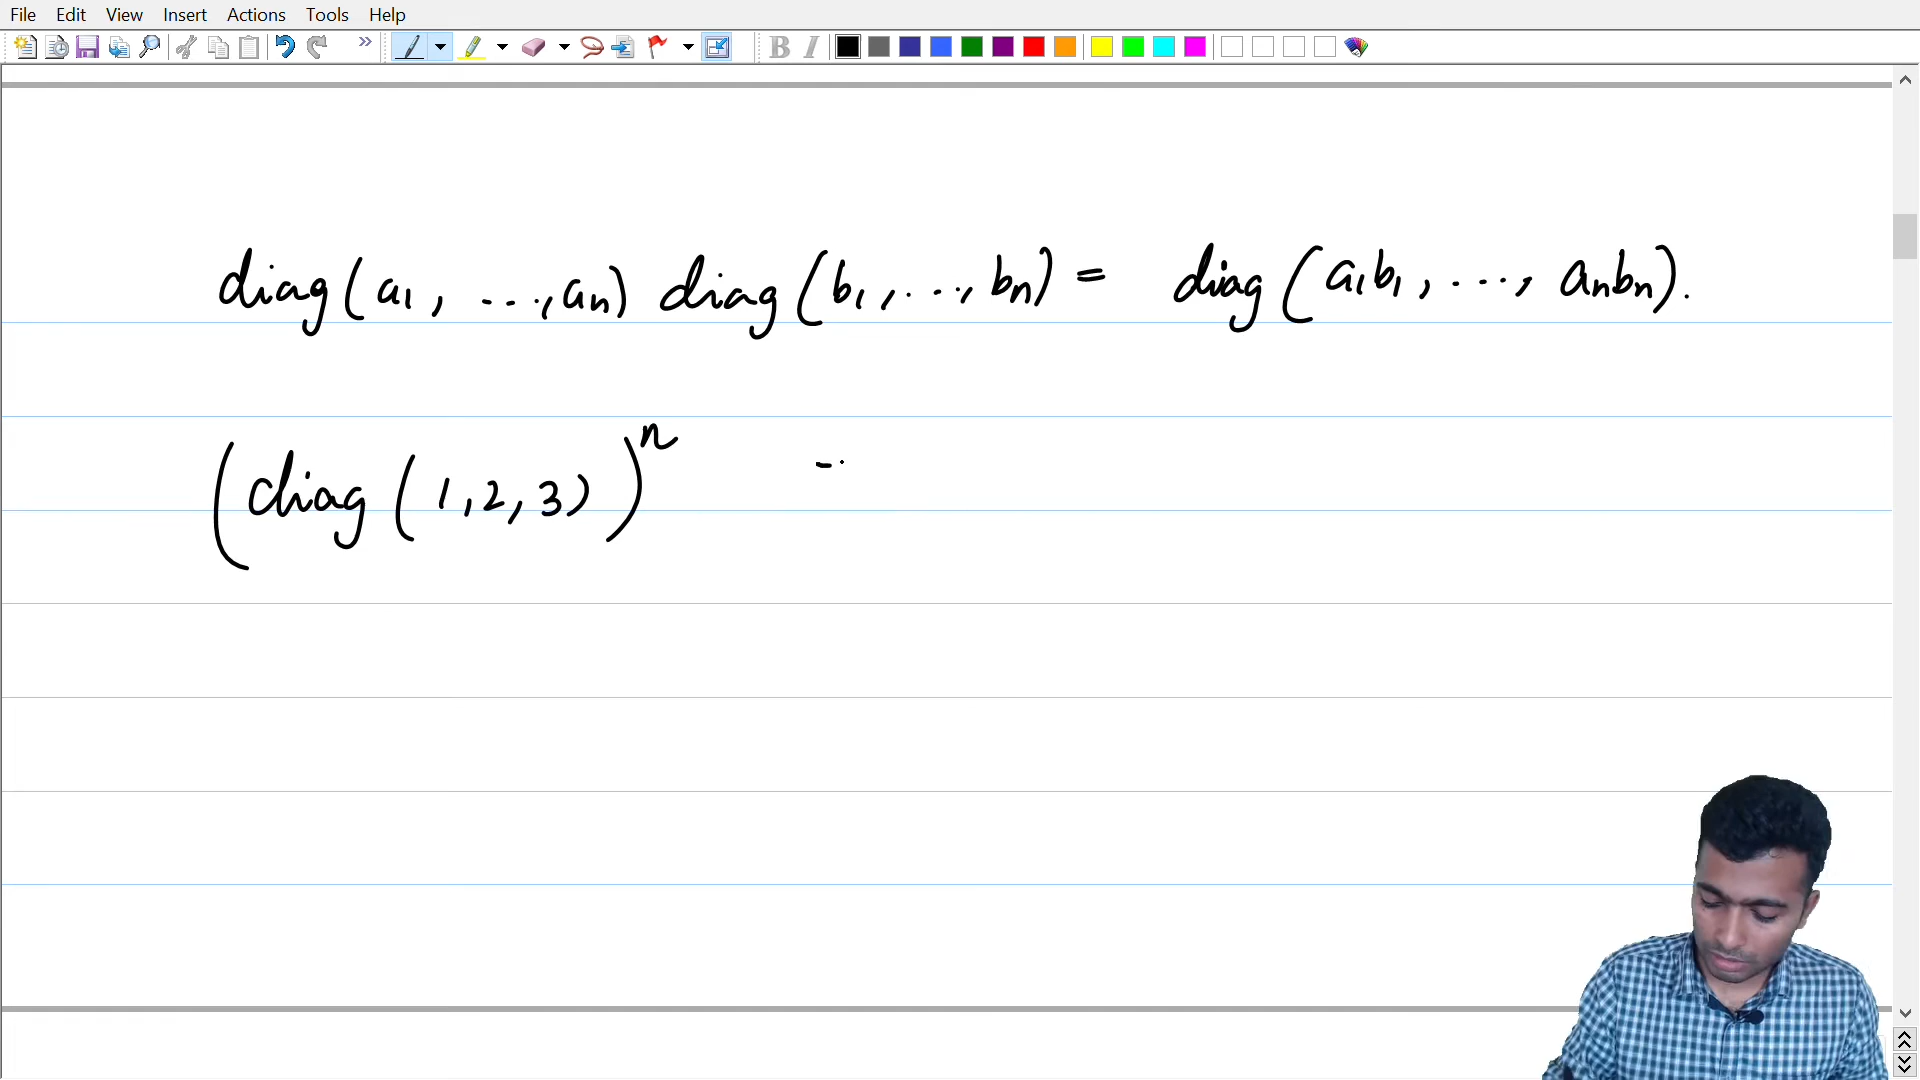 File Edit View Insert Actions Tools Help
B I
diag(a₁, ..., aₙ) diag(b₁, ..., bₙ) = diag(a₁b₁, ..., aₙbₙ).
(diag(1,2,3))ⁿ